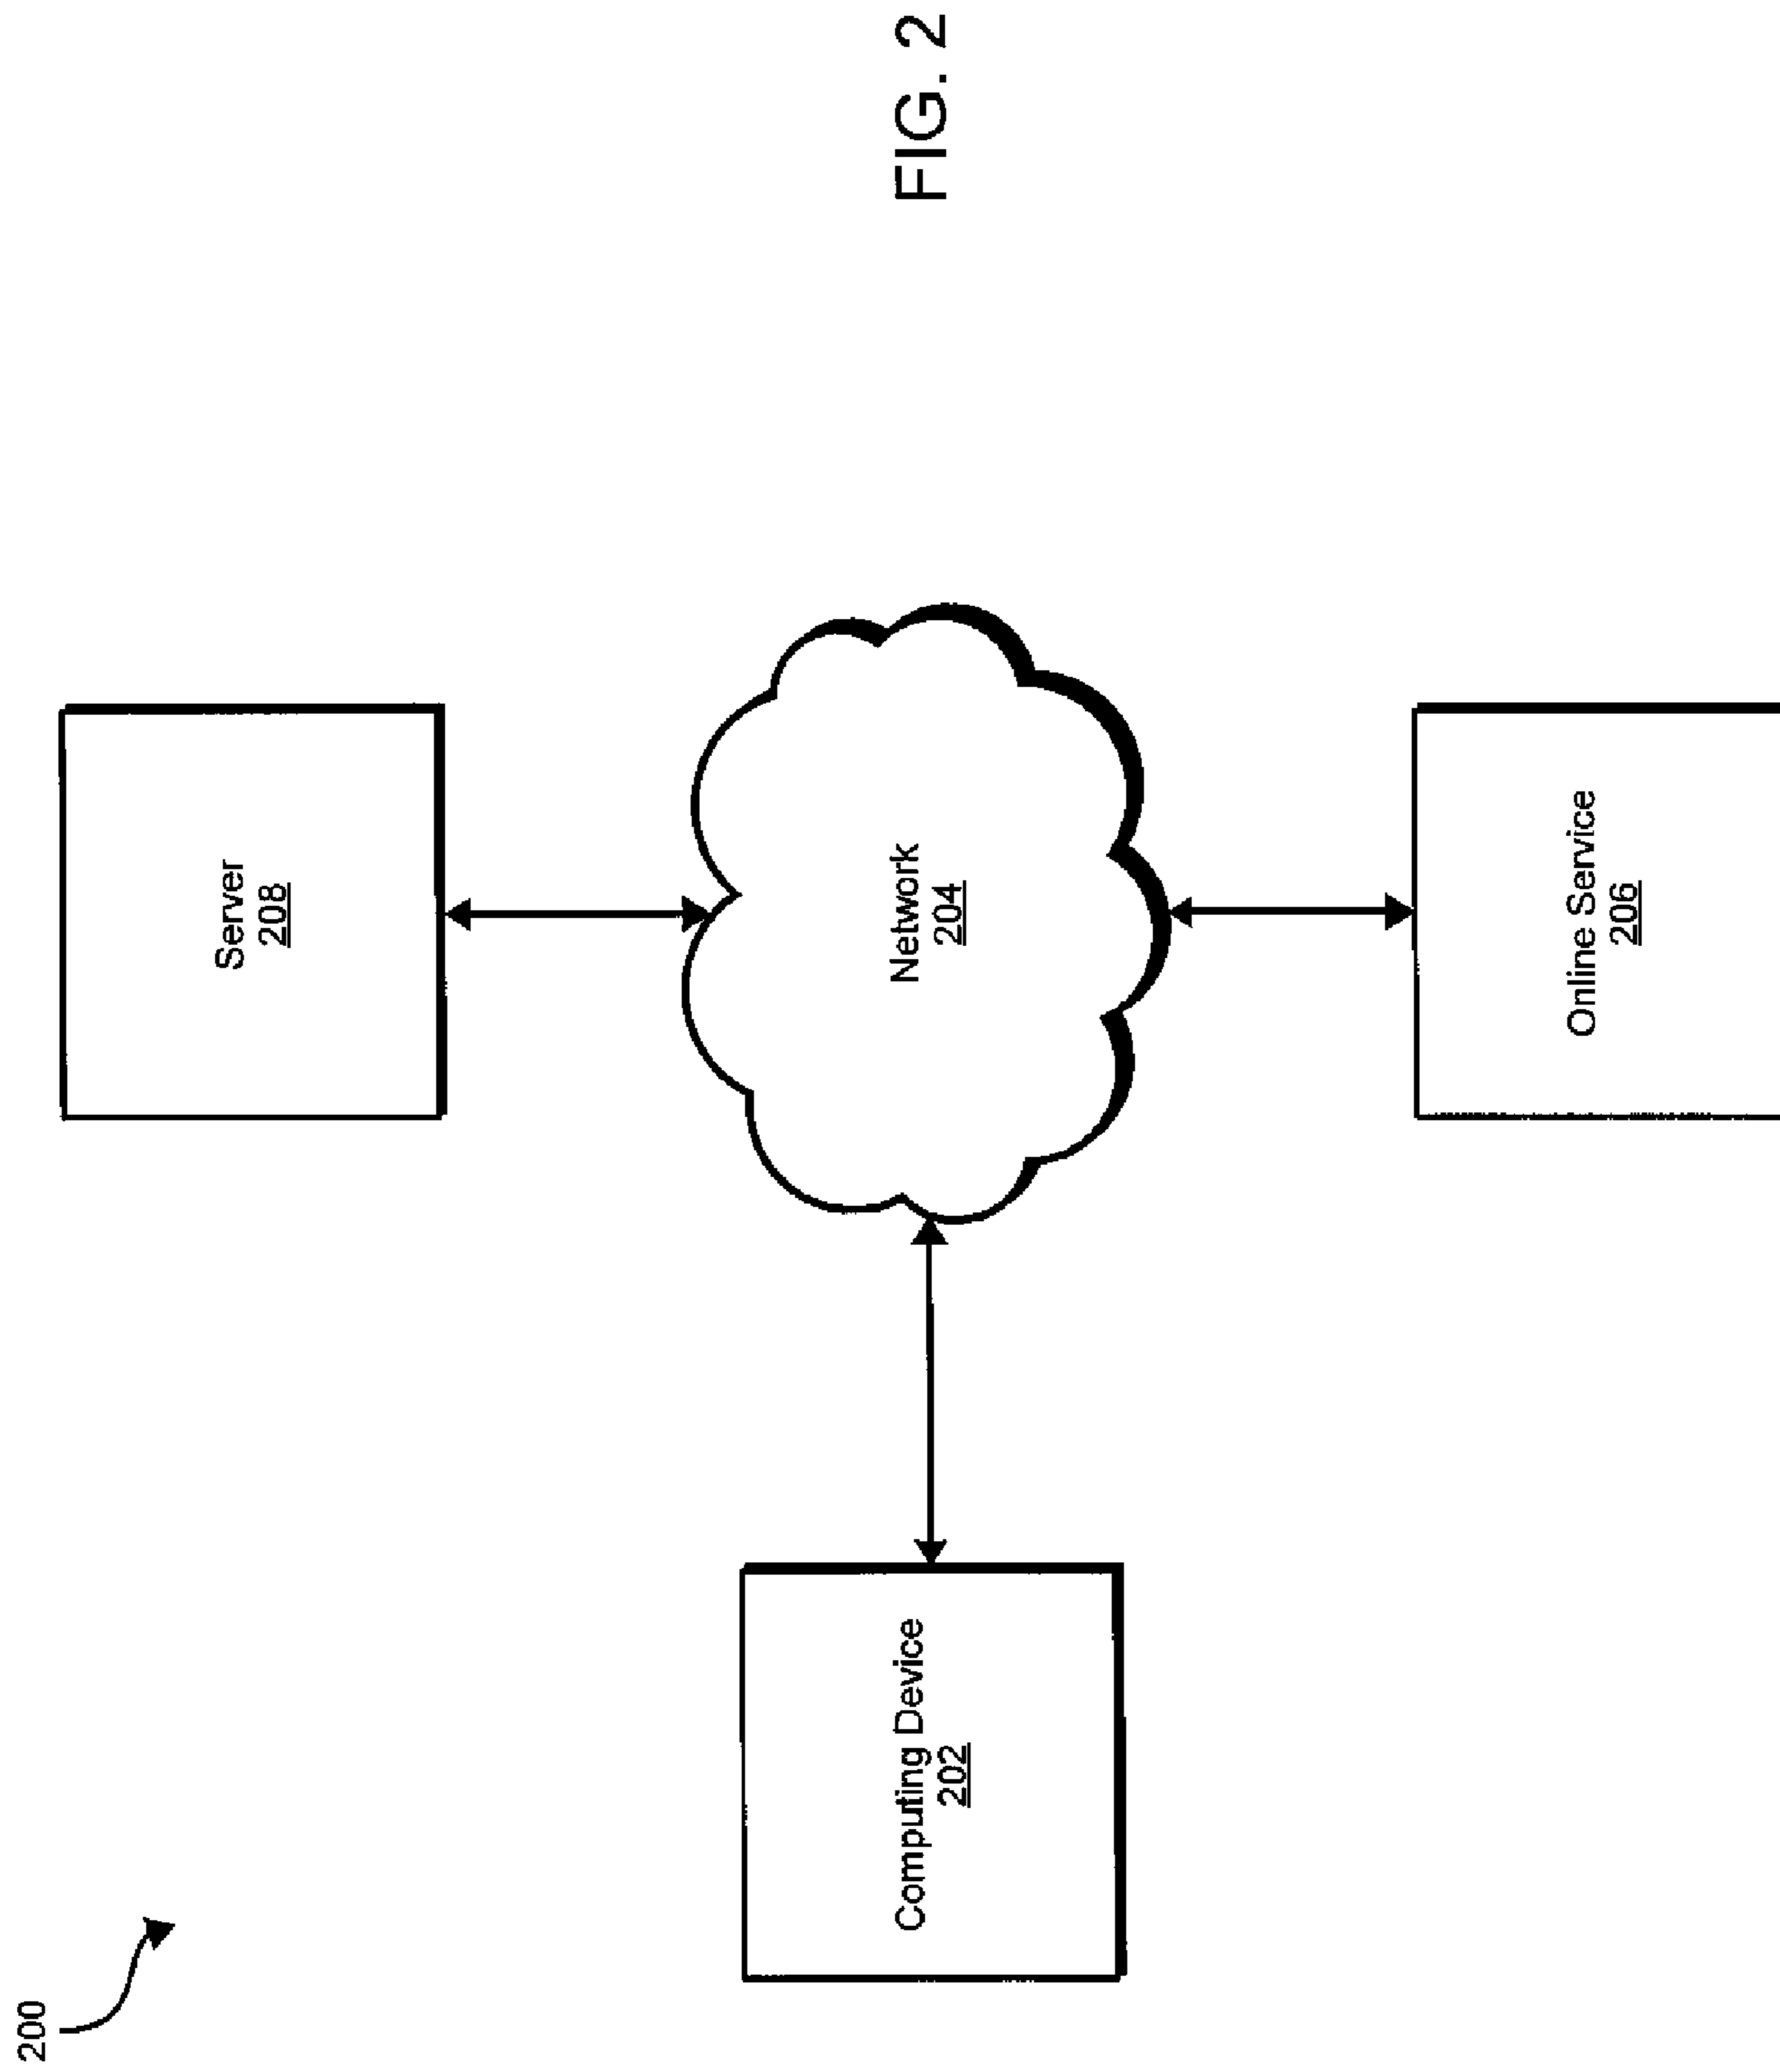 200
Server
208
Computing Device
202
Network
204
Online Service
206
FIG. 2